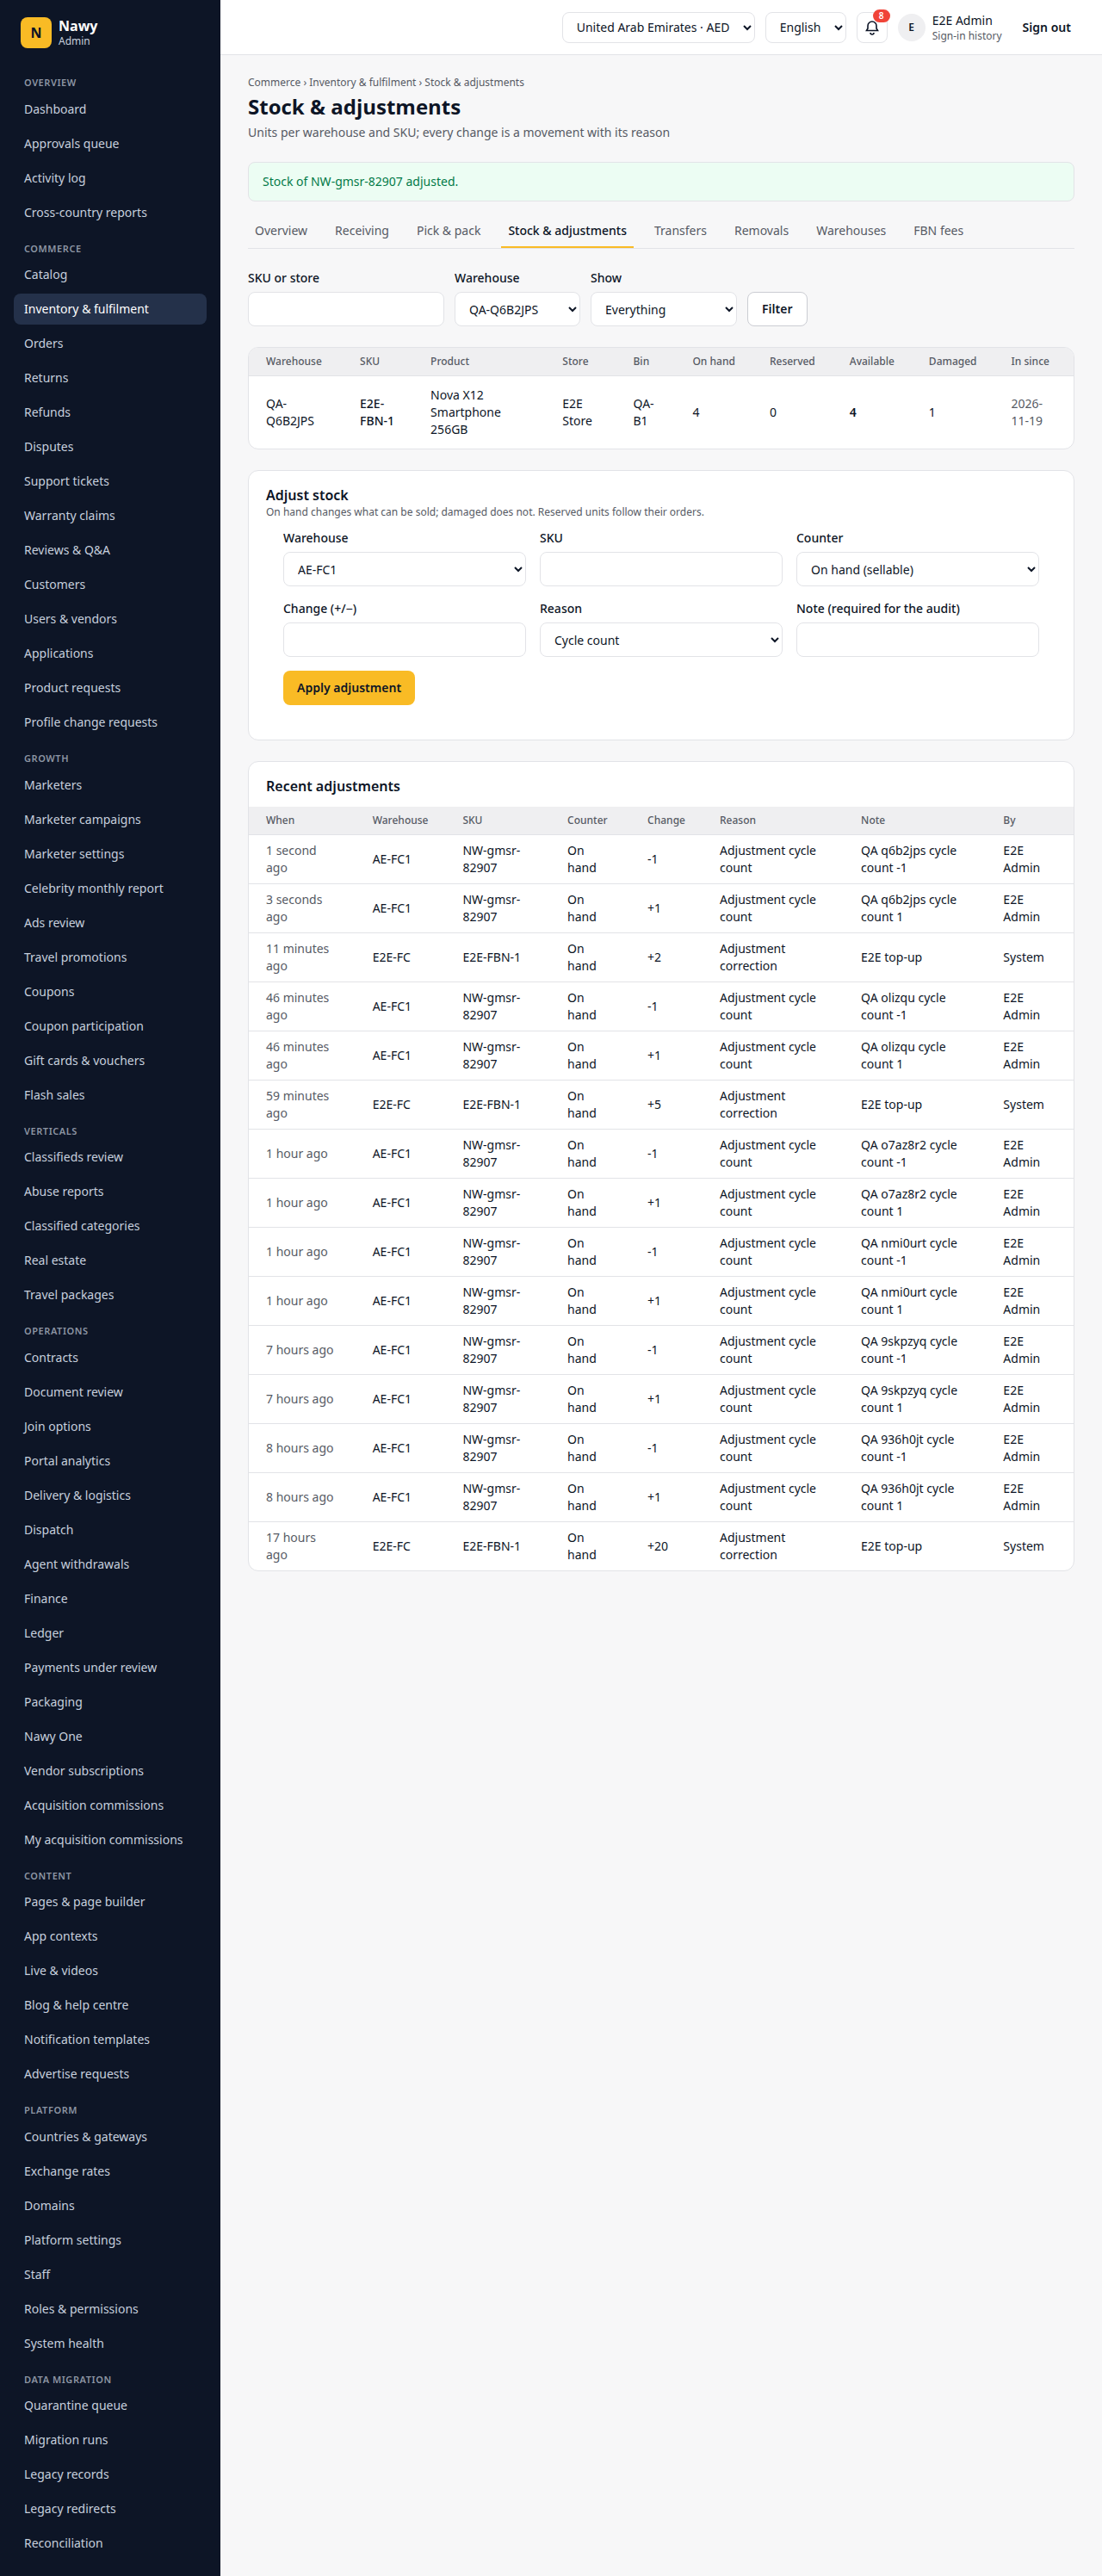 N
Nawy
Admin
OVERVIEW
Dashboard
Approvals queue
Activity log
Cross-country reports
COMMERCE
Catalog
Inventory & fulfilment
Orders
Returns
Refunds
Disputes
Support tickets
Warranty claims
Reviews & Q&A
Customers
Users & vendors
Applications
Product requests
Profile change requests
GROWTH
Marketers
Marketer campaigns
Marketer settings
Celebrity monthly report
Ads review
Travel promotions
Coupons
Coupon participation
Gift cards & vouchers
Flash sales
VERTICALS
Classifieds review
Abuse reports
Classified categories
Real estate
Travel packages
OPERATIONS
Contracts
Document review
Join options
Portal analytics
Delivery & logistics
Dispatch
Agent withdrawals
Finance
Ledger
Payments under review
Packaging
Nawy One
Vendor subscriptions
Acquisition commissions
My acquisition commissions
CONTENT
Pages & page builder
App contexts
Live & videos
Blog & help centre
Notification templates
Advertise requests
PLATFORM
Countries & gateways
Exchange rates
Domains
Platform settings
Staff
Roles & permissions
System health
DATA MIGRATION
Quarantine queue
Migration runs
Legacy records
Legacy redirects
Reconciliation
United Arab Emirates · AED
English
8
E
E2E Admin
Sign-in history
Sign out
Commerce › Inventory & fulfilment › Stock & adjustments
Stock & adjustments
Units per warehouse and SKU; every change is a movement with its reason
Stock of NW-gmsr-82907 adjusted.
Overview Receiving Pick & pack Stock & adjustments Transfers Removals Warehouses FBN fees
SKU or store Warehouse Show
QA-Q6B2JPS Everything Filter
Warehouse SKU Product Store Bin On hand Reserved Available Damaged In since
QA-Q6B2JPS E2E-FBN-1 Nova X12 Smartphone 256GB E2E Store QA-B1 4 0 4 1 2026-11-19
Adjust stock
On hand changes what can be sold; damaged does not. Reserved units follow their orders.
Warehouse SKU Counter
AE-FC1 On hand (sellable)
Change (+/−) Reason Note (required for the audit)
Cycle count
Apply adjustment
Recent adjustments
When Warehouse SKU Counter Change Reason Note By
1 second ago AE-FC1 NW-gmsr-82907 On hand -1 Adjustment cycle count QA q6b2jps cycle count -1 E2E Admin
3 seconds ago AE-FC1 NW-gmsr-82907 On hand +1 Adjustment cycle count QA q6b2jps cycle count 1 E2E Admin
11 minutes ago E2E-FC E2E-FBN-1 On hand +2 Adjustment correction E2E top-up System
46 minutes ago AE-FC1 NW-gmsr-82907 On hand -1 Adjustment cycle count QA olizqu cycle count -1 E2E Admin
46 minutes ago AE-FC1 NW-gmsr-82907 On hand +1 Adjustment cycle count QA olizqu cycle count 1 E2E Admin
59 minutes ago E2E-FC E2E-FBN-1 On hand +5 Adjustment correction E2E top-up System
1 hour ago AE-FC1 NW-gmsr-82907 On hand -1 Adjustment cycle count QA o7az8r2 cycle count -1 E2E Admin
1 hour ago AE-FC1 NW-gmsr-82907 On hand +1 Adjustment cycle count QA o7az8r2 cycle count 1 E2E Admin
1 hour ago AE-FC1 NW-gmsr-82907 On hand -1 Adjustment cycle count QA nmi0urt cycle count -1 E2E Admin
1 hour ago AE-FC1 NW-gmsr-82907 On hand +1 Adjustment cycle count QA nmi0urt cycle count 1 E2E Admin
7 hours ago AE-FC1 NW-gmsr-82907 On hand -1 Adjustment cycle count QA 9skpzyq cycle count -1 E2E Admin
7 hours ago AE-FC1 NW-gmsr-82907 On hand +1 Adjustment cycle count QA 9skpzyq cycle count 1 E2E Admin
8 hours ago AE-FC1 NW-gmsr-82907 On hand -1 Adjustment cycle count QA 936h0jt cycle count -1 E2E Admin
8 hours ago AE-FC1 NW-gmsr-82907 On hand +1 Adjustment cycle count QA 936h0jt cycle count 1 E2E Admin
17 hours ago E2E-FC E2E-FBN-1 On hand +20 Adjustment correction E2E top-up System